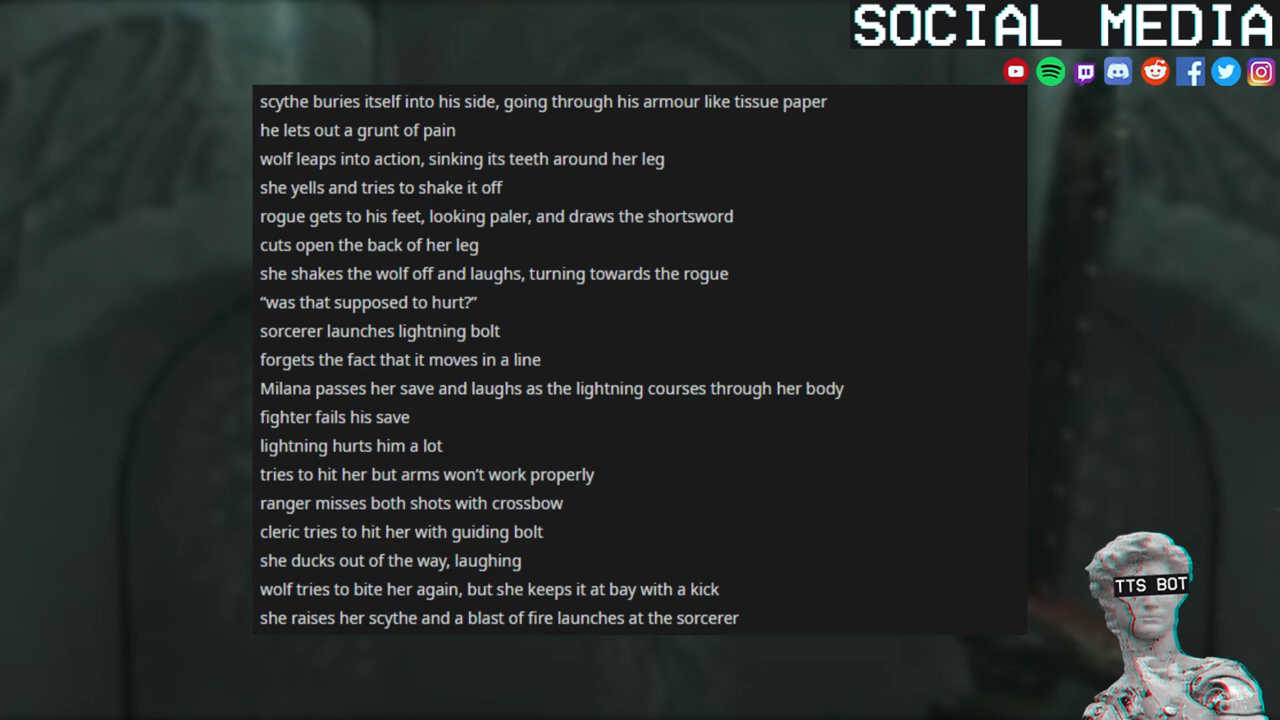 SOCIAL MEDIA
scythe buries itself into his side, going through his armour like tissue paper
he lets out a grunt of pain
wolf leaps into action, sinking its teeth around her leg
she yells and tries to shake it off
rogue gets to his feet, looking paler, and draws the shortsword
cuts open the back of her leg
she shakes the wolf off and laughs, turning towards the rogue
“was that supposed to hurt?”
sorcerer launches lightning bolt
forgets the fact that it moves in a line
Milana passes her save and laughs as the lightning courses through her body
fighter fails his save
lightning hurts him a lot
tries to hit her but arms won’t work properly
ranger misses both shots with crossbow
cleric tries to hit her with guiding bolt
she ducks out of the way, laughing
wolf tries to bite her again, but she keeps it at bay with a kick
she raises her scythe and a blast of fire launches at the sorcerer
TTS BOT